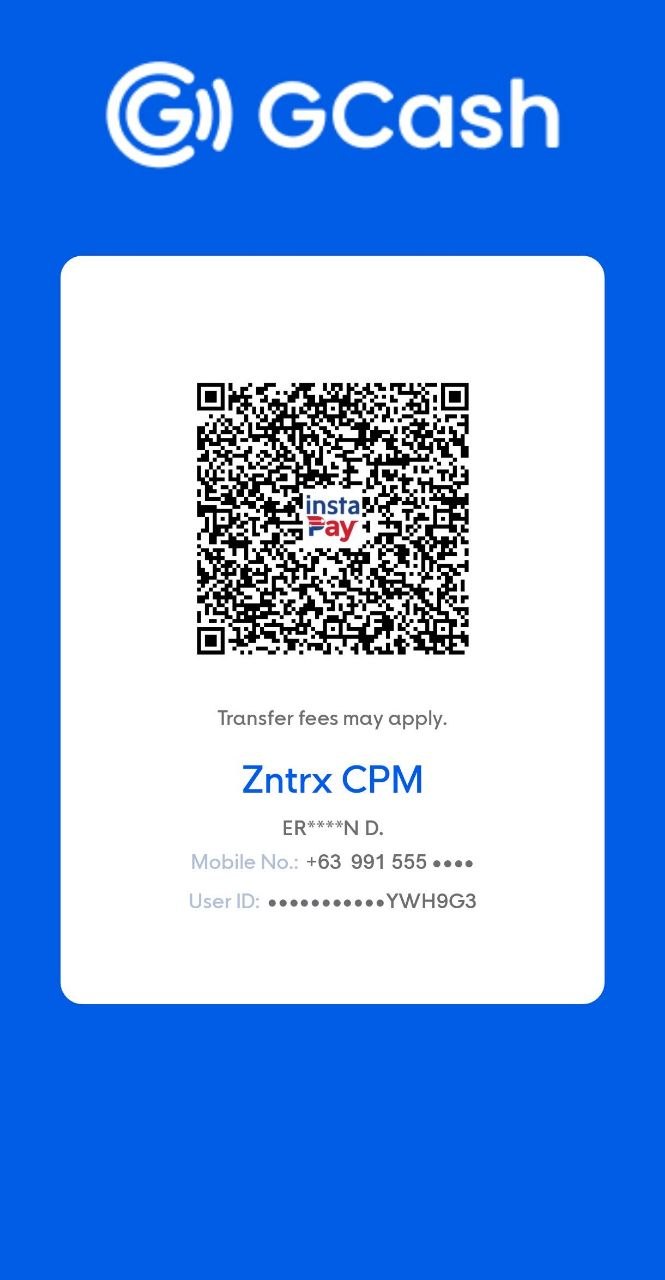 GCash
insta
Pay
Transfer fees may apply.
Zntrx CPM
ER****N D.
Mobile No.: +63 991 555 ••••
User ID: •••••••••••YWH9G3